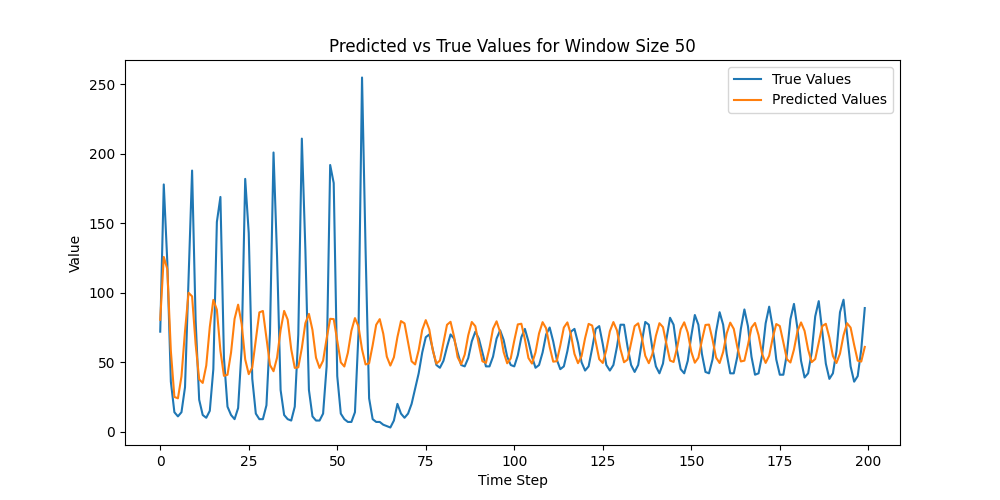 Predicted vs True Values for Window Size 50
True Values
Predicted Values
250
200
150
100
50
0
Value
0 25 50 75 100 125 150 175 200
Time Step